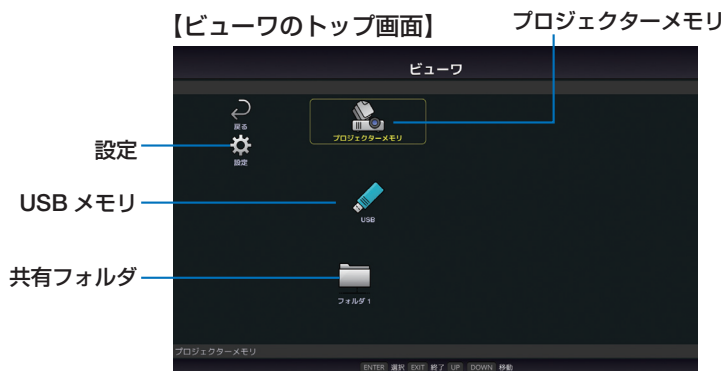 【ビューワのトップ画面】
プロジェクターメモリ
ビューワ
戻る
プロジェクターメモリ
設定
設定
USB メモリ
USB
共有フォルダ
フォルダ 1
プロジェクターメモリ
ENTER 選択 EXIT 終了 UP DOWN 移動